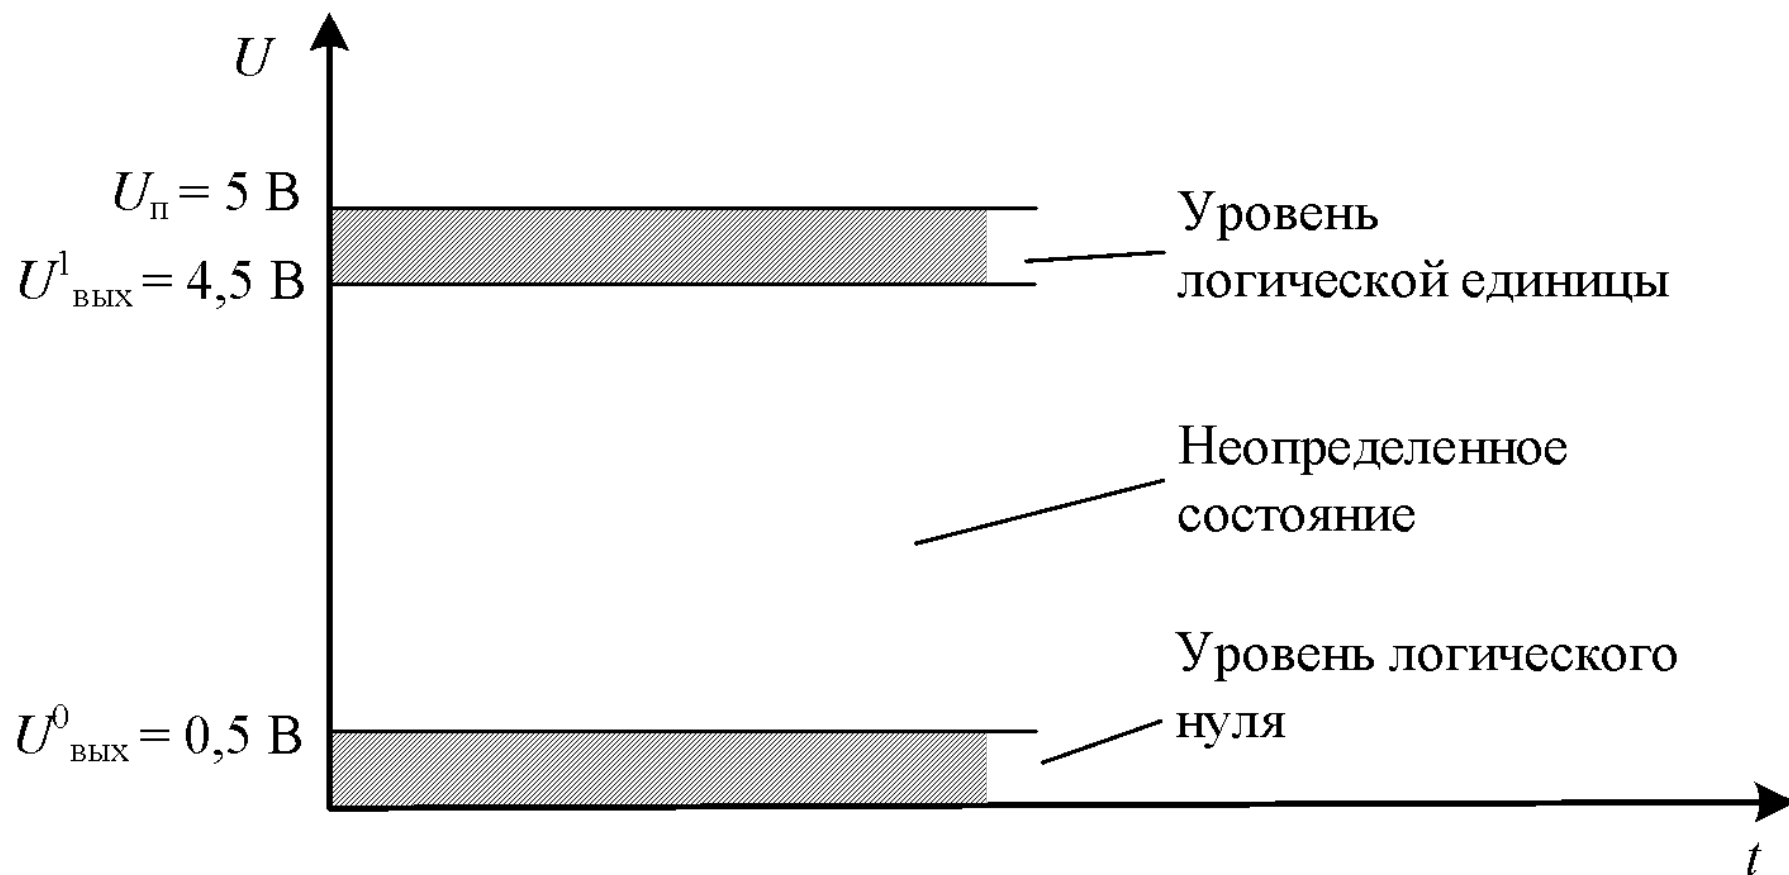 U
Uп = 5 В
Уровень
логической единицы
U¹вых = 4,5 В
Неопределенное
состояние
Уровень логического
нуля
U⁰вых = 0,5 В
t